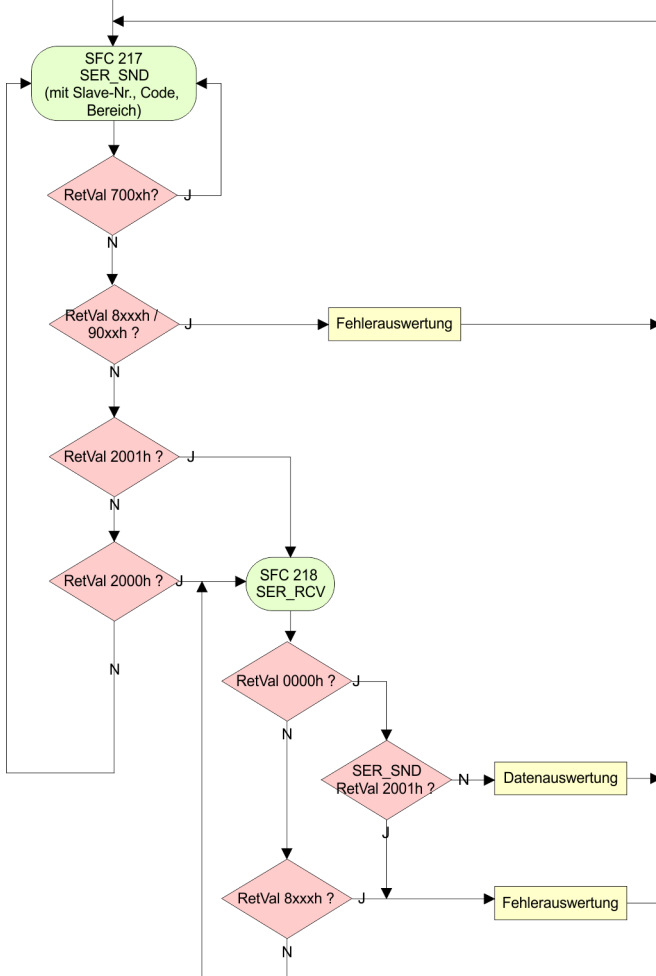 SFC 217
SER_SND
(mit Slave-Nr., Code,
Bereich)
RetVal 700xh?
J
N
RetVal 8xxxh /
90xxh ?
J
Fehlerauswertung
N
RetVal 2001h ?
J
N
RetVal 2000h ?
J
SFC 218
SER_RCV
N
RetVal 0000h ?
J
N
SER_SND
RetVal 2001h ?
N
Datenauswertung
J
RetVal 8xxxh ?
J
Fehlerauswertung
N